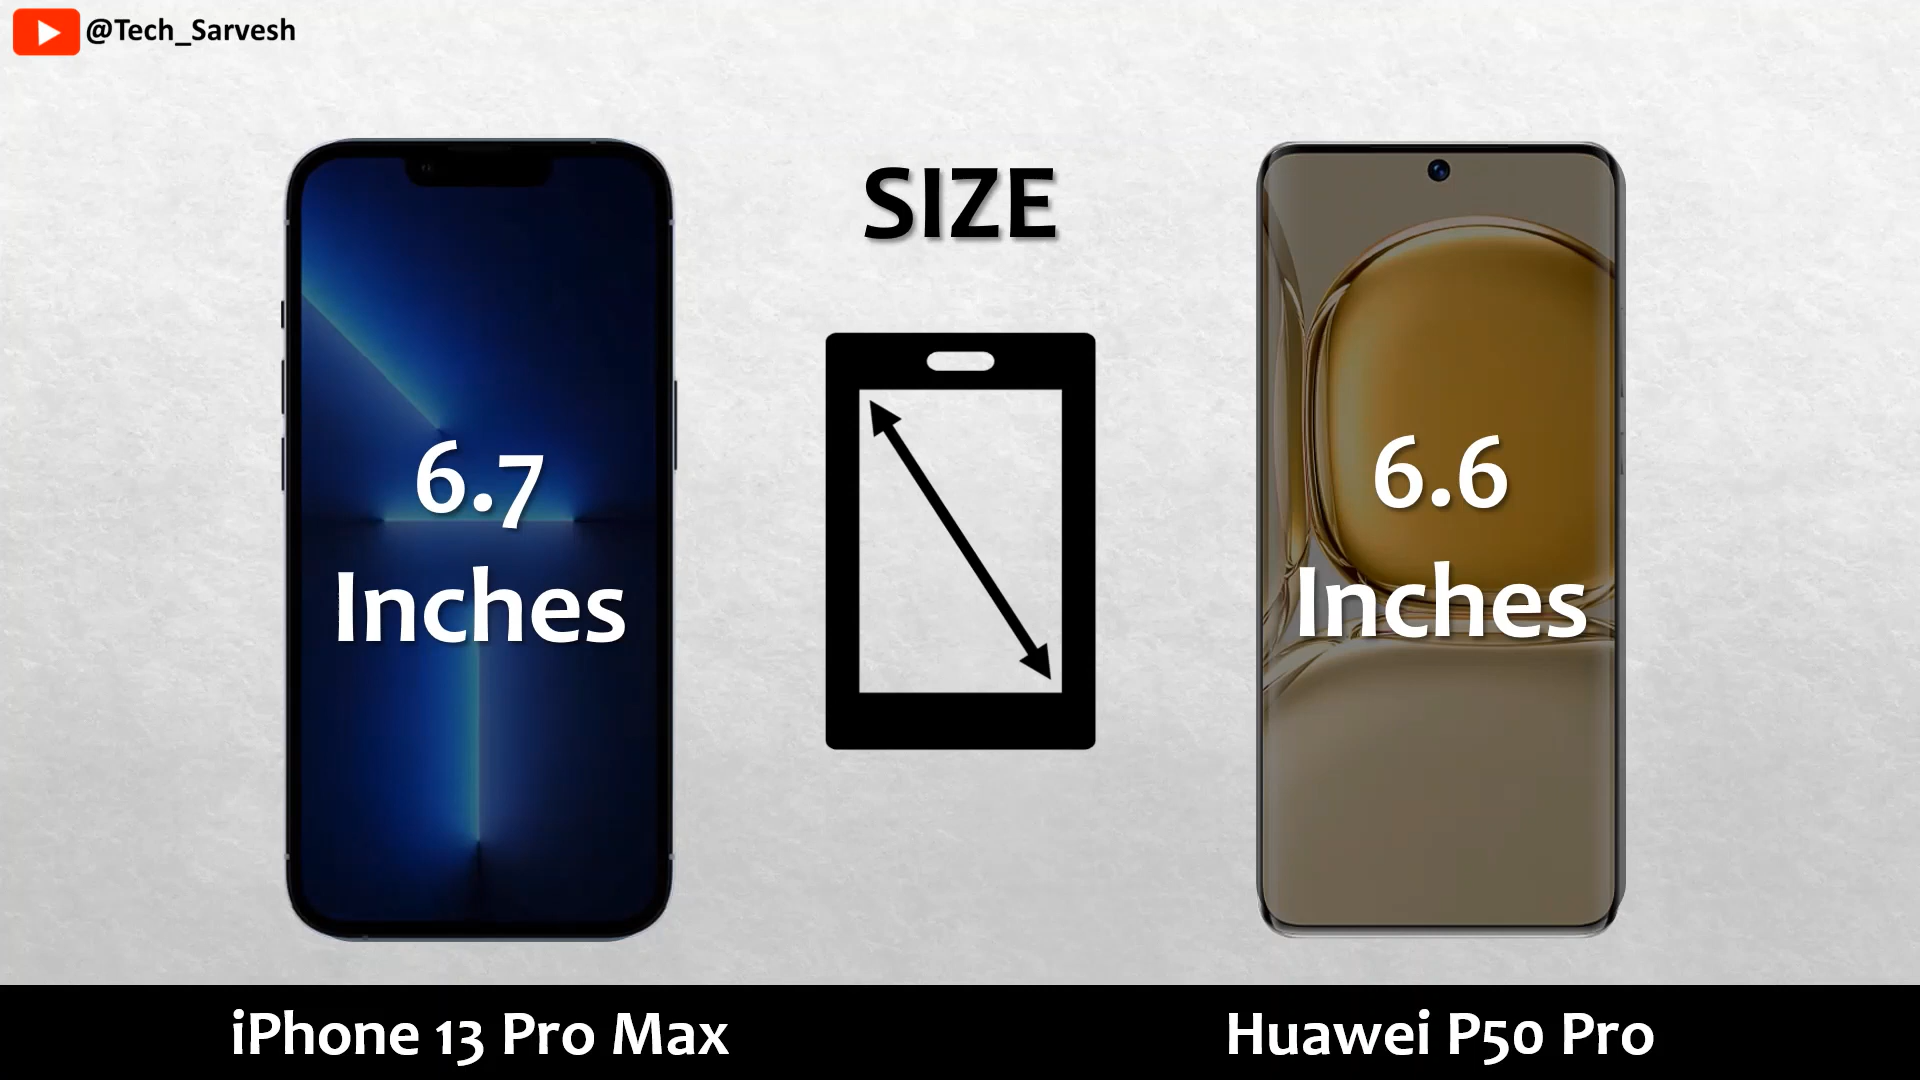 @Tech_Sarvesh
SIZE
6.7
Inches
6.6
Inches
iPhone 13 Pro Max
Huawei P50 Pro